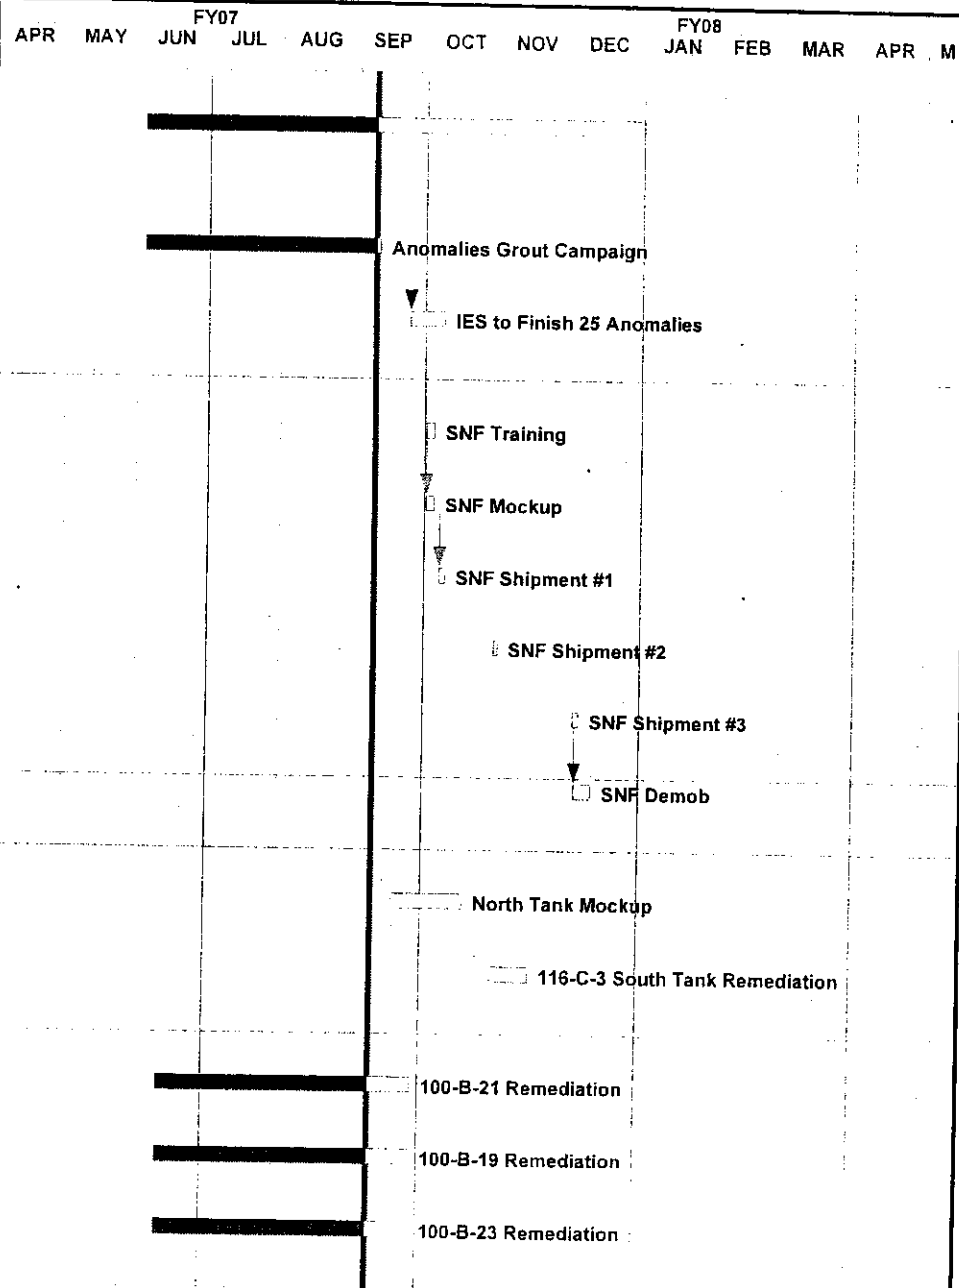 FY07 FY08
APR MAY JUN JUL AUG SEP OCT NOV DEC JAN FEB MAR APR M
Anomalies Grout Campaign
IES to Finish 25 Anomalies
SNF Training
SNF Mockup
SNF Shipment #1
SNF Shipment #2
SNF Shipment #3
SNF Demob
North Tank Mockup
116-C-3 South Tank Remediation
100-B-21 Remediation
100-B-19 Remediation
100-B-23 Remediation